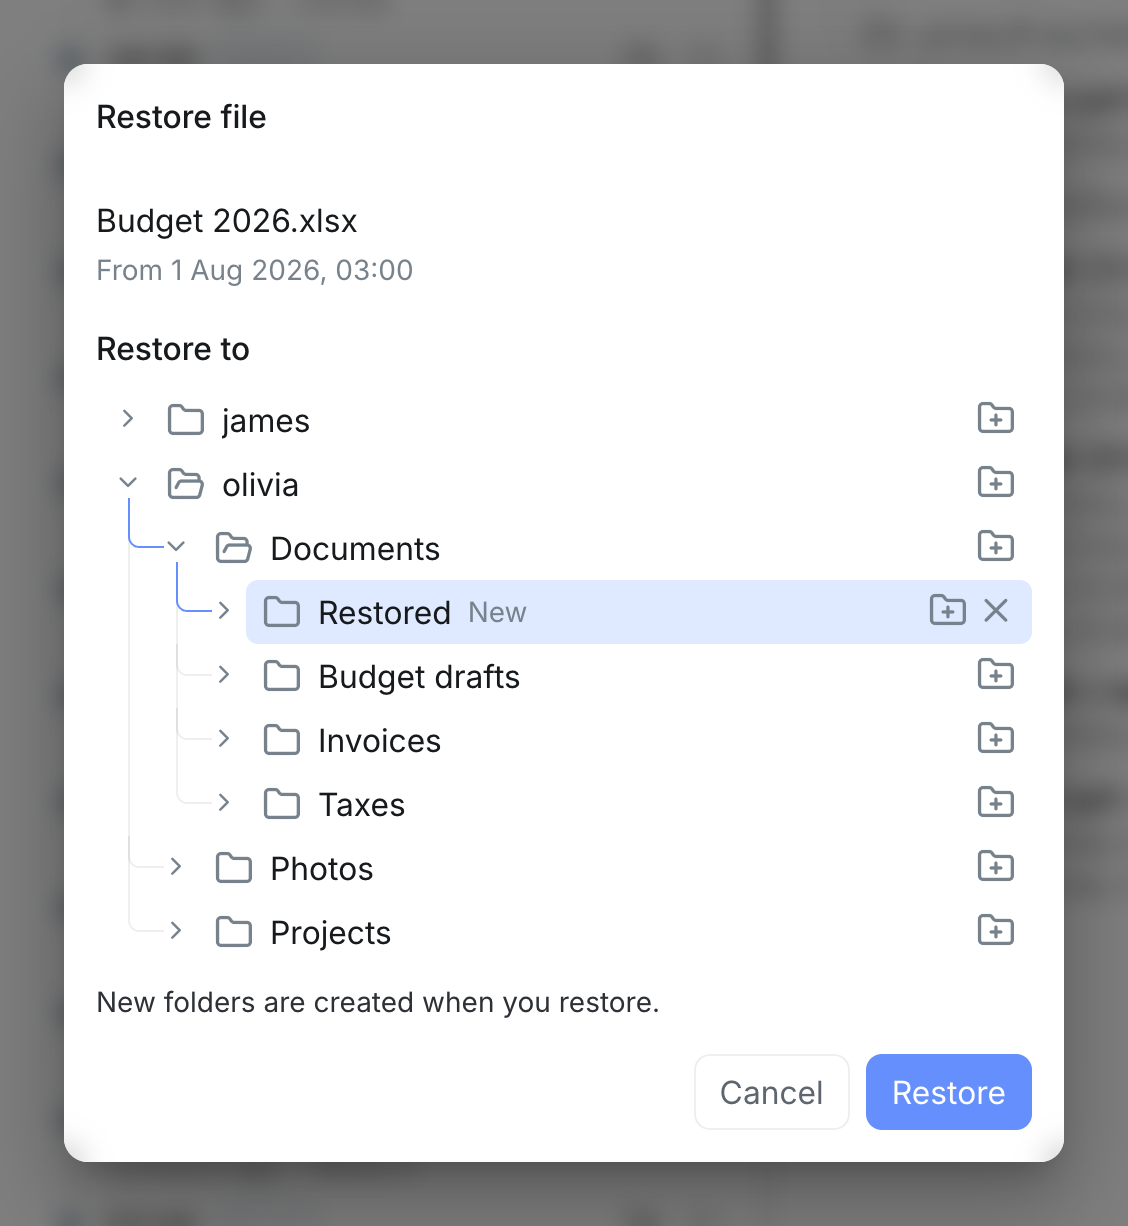 Restore file
Budget 2026.xlsx
From 1 Aug 2026, 03:00
Restore to
james
olivia
Documents
Restored New
Budget drafts
Invoices
Taxes
Photos
Projects
New folders are created when you restore.
Cancel Restore